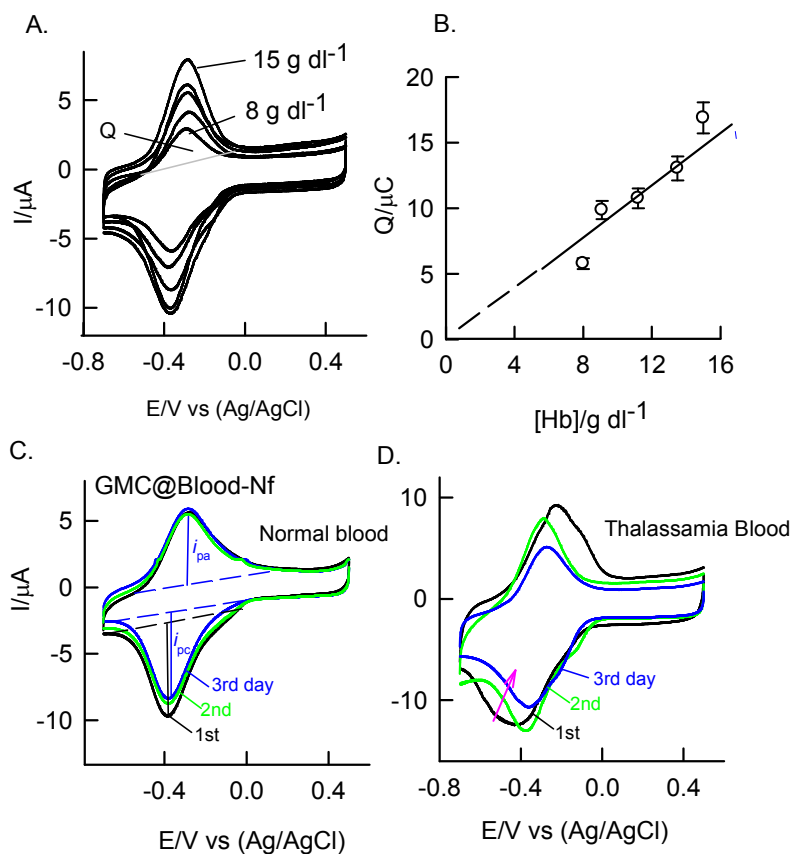 A.
15 g dl-1
8 g dl-1
Q
5
0
-5
-10
I/μA
-0.8 -0.4 0.0 0.4
E/V vs (Ag/AgCl)
B.
20
15
10
5
0
Q/μC
0 4 8 12 16
[Hb]/g dl-1
C.
GMC@Blood-Nf
Normal blood
5
0
-5
-10
I/μA
ipa
ipc
3rd day
2nd
1st
-0.4 0.0 0.4
E/V vs (Ag/AgCl)
D.
Thalassamia Blood
10
0
-10
3rd day
2nd
1st
-0.8 -0.4 0.0 0.4
E/V vs (Ag/AgCl)